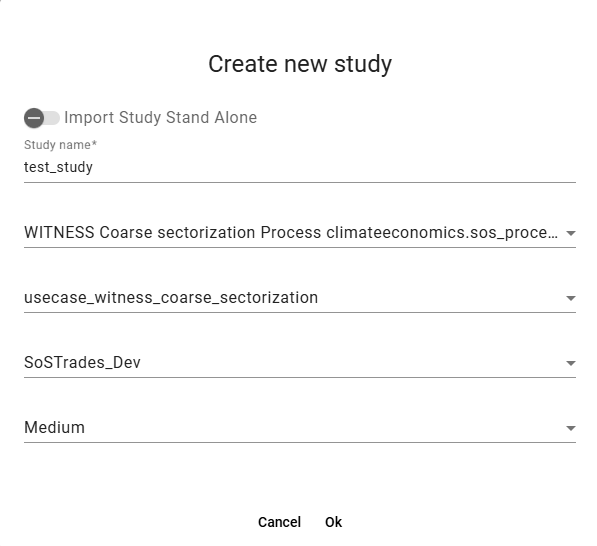 Create new study
Import Study Stand Alone
Study name*
test_study
WITNESS Coarse sectorization Process climateeconomics.sos_proce...
usecase_witness_coarse_sectorization
SoSTrades_Dev
Medium
Cancel Ok